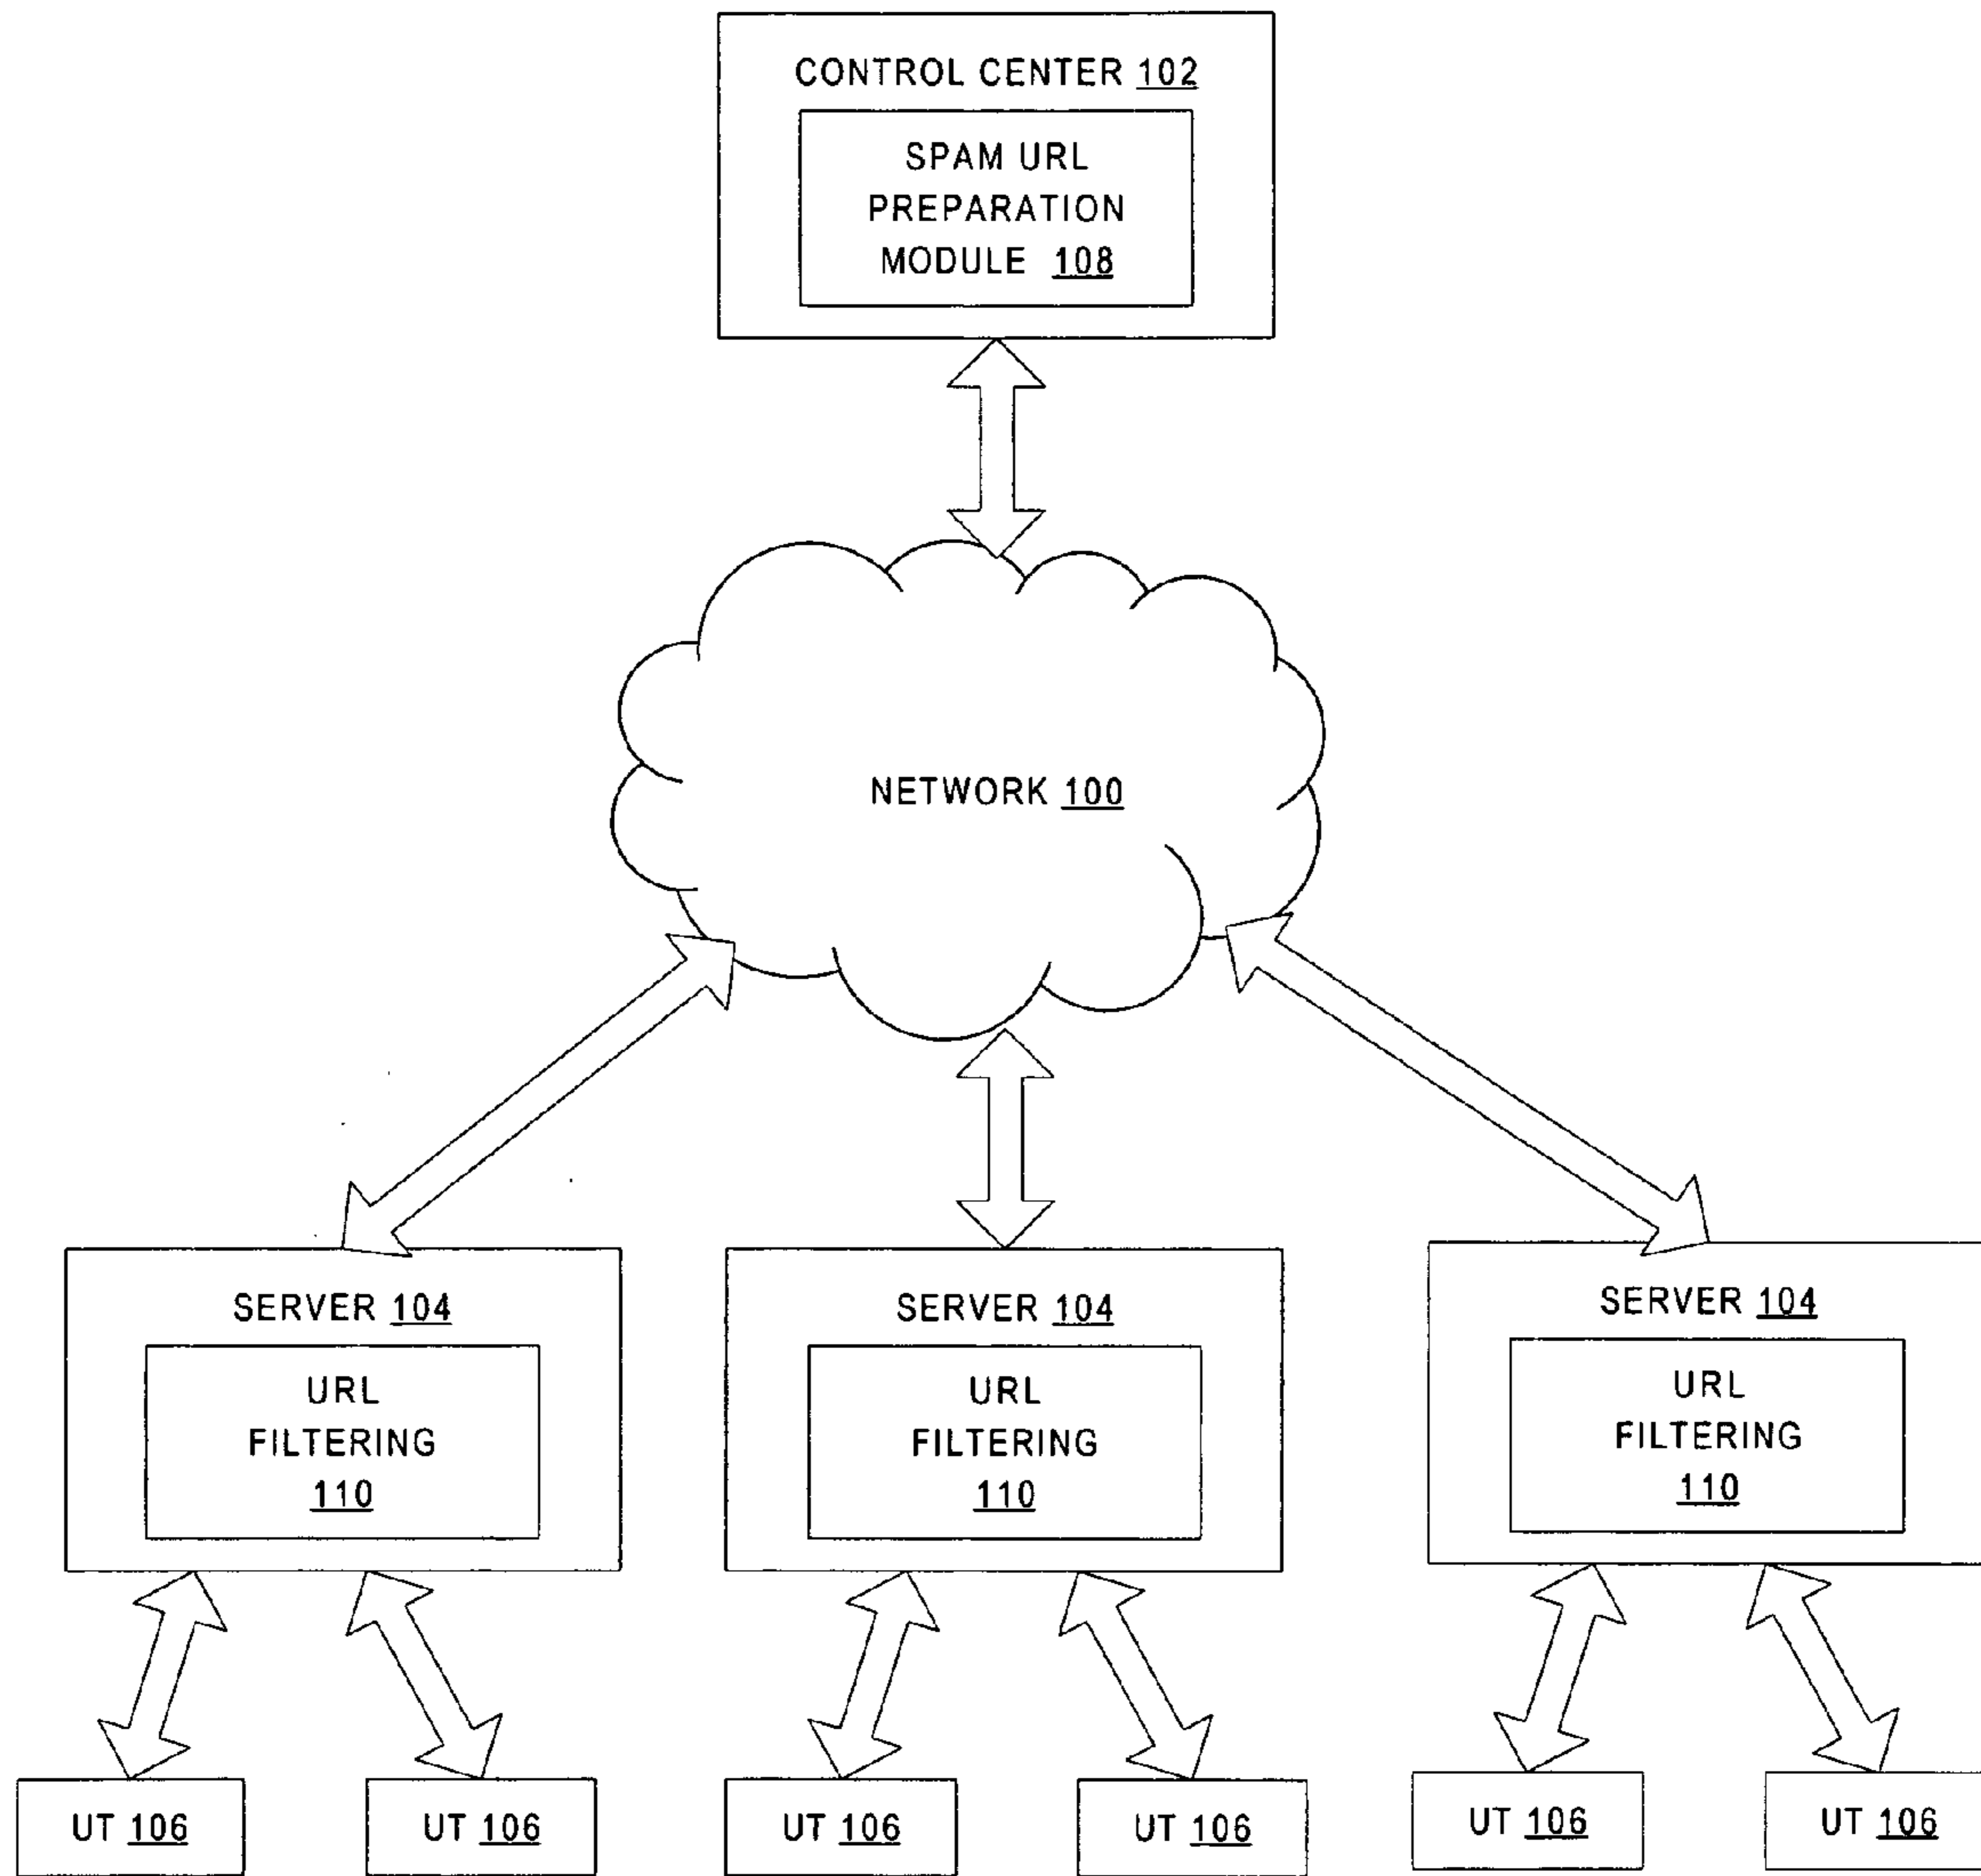 CONTROL CENTER 102
SPAM URL
PREPARATION
MODULE 108
NETWORK 100
SERVER 104
URL
FILTERING
110
SERVER 104
URL
FILTERING
110
SERVER 104
URL
FILTERING
110
UT 106
UT 106
UT 106
UT 106
UT 106
UT 106